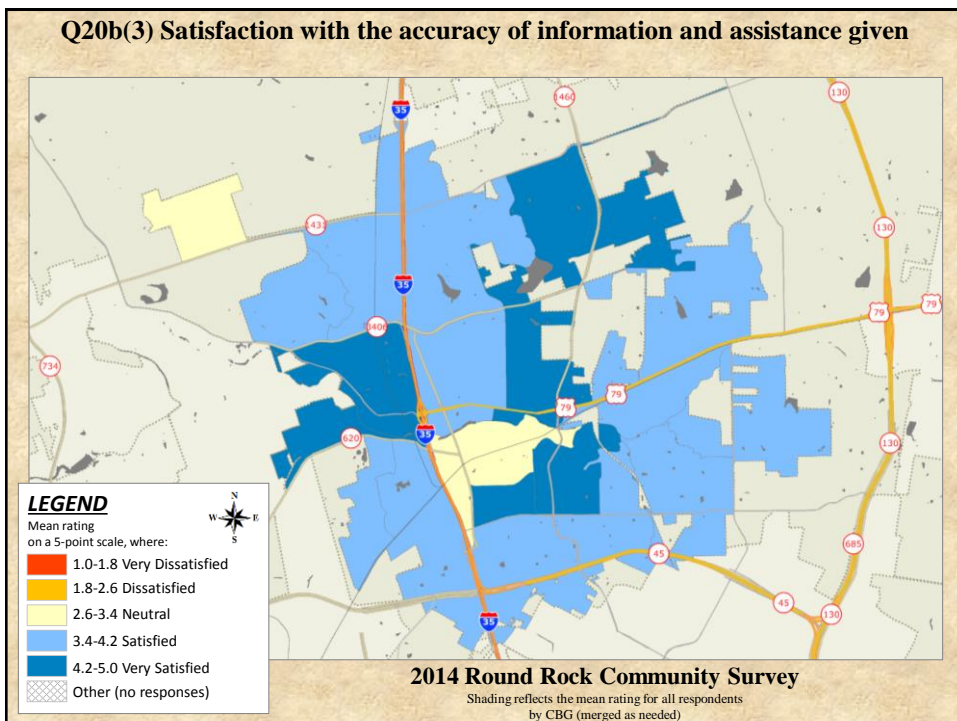 Q20b(3) Satisfaction with the accuracy of information and assistance given
1460
130
35
1431
130
35
79
79
3406
734
79
79
35
620
130
45
685
45
130
35
LEGEND
Mean rating
on a 5-point scale, where:
N
W E
S
1.0-1.8 Very Dissatisfied
1.8-2.6 Dissatisfied
2.6-3.4 Neutral
3.4-4.2 Satisfied
4.2-5.0 Very Satisfied
Other (no responses)
2014 Round Rock Community Survey
Shading reflects the mean rating for all respondents
by CBG (merged as needed)